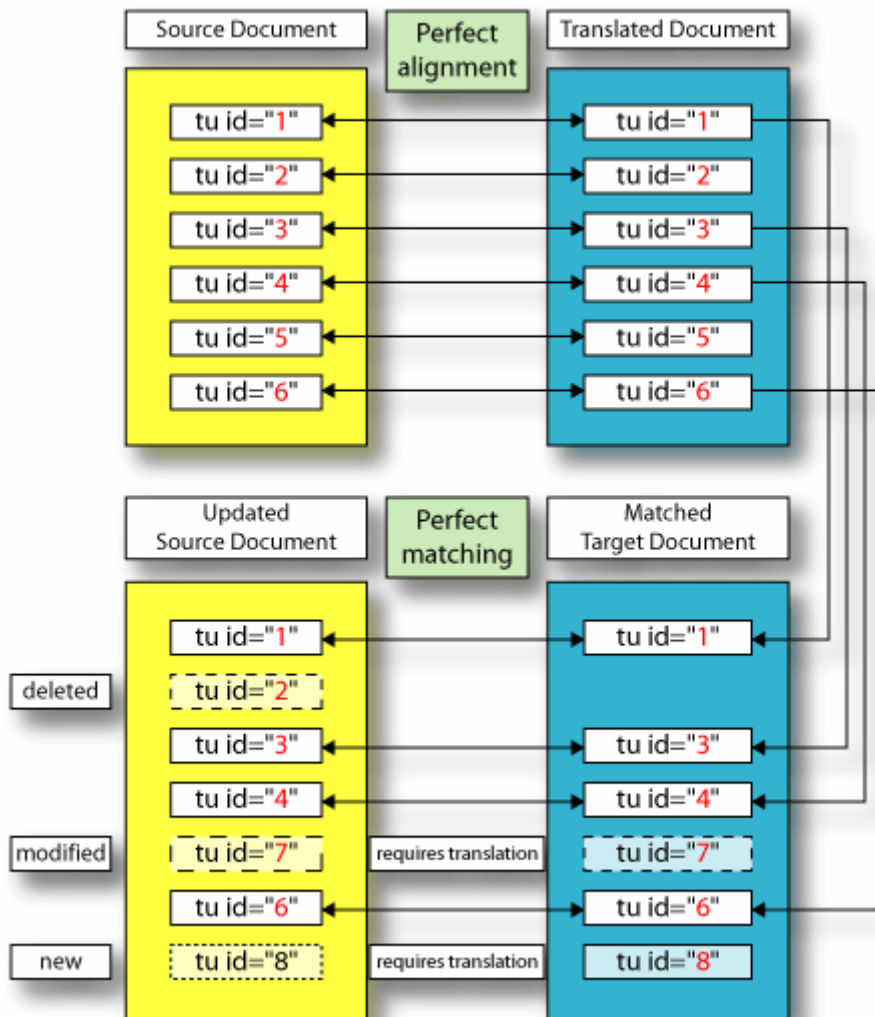 Source Document
Perfect
alignment
Translated Document
tu id="1"
tu id="1"
tu id="2"
tu id="2"
tu id="3"
tu id="3"
tu id="4"
tu id="4"
tu id="5"
tu id="5"
tu id="6"
tu id="6"
Updated
Source Document
Perfect
matching
Matched
Target Document
tu id="1"
tu id="1"
deleted
tu id="2"
tu id="3"
tu id="3"
tu id="4"
tu id="4"
modified
tu id="7"
requires translation
tu id="7"
tu id="6"
tu id="6"
new
tu id="8"
requires translation
tu id="8"